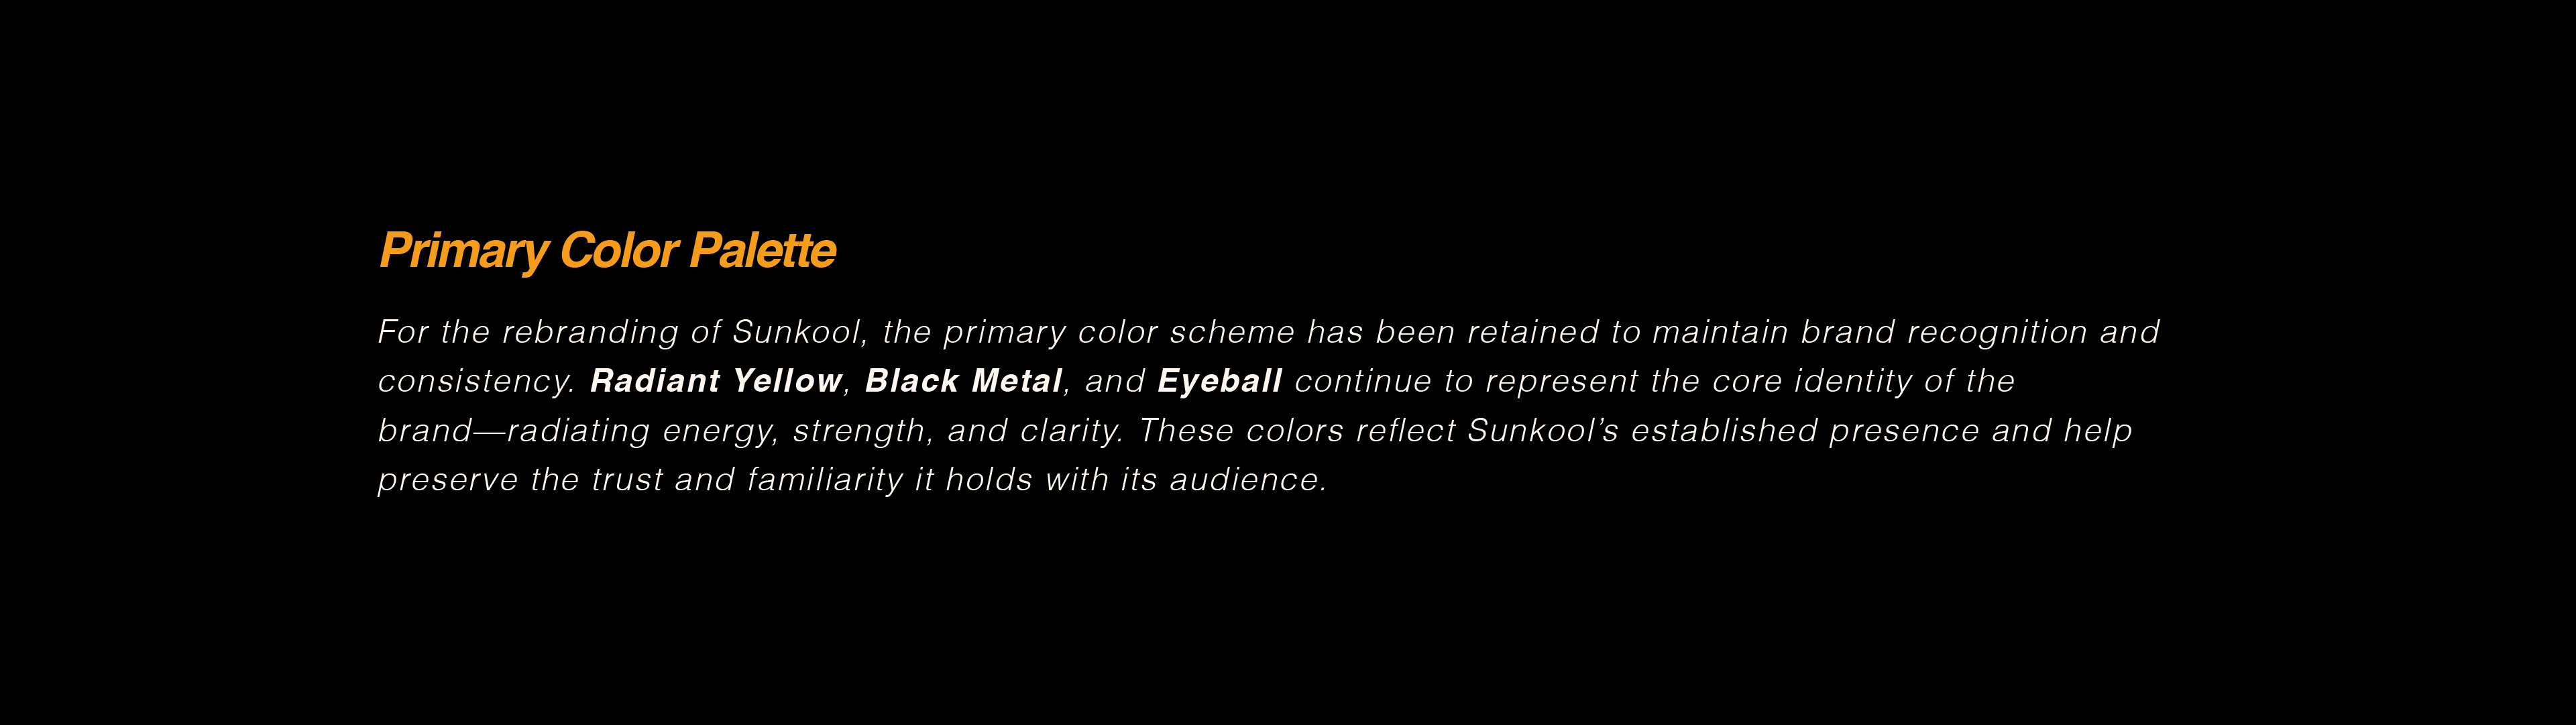 Primary Color Palette
For the rebranding of Sunkool, the primary color scheme has been retained to maintain brand recognition and
consistency. Radiant Yellow, Black Metal, and Eyeball continue to represent the core identity of the
brand—radiating energy, strength, and clarity. These colors reflect Sunkool’s established presence and help
preserve the trust and familiarity it holds with its audience.